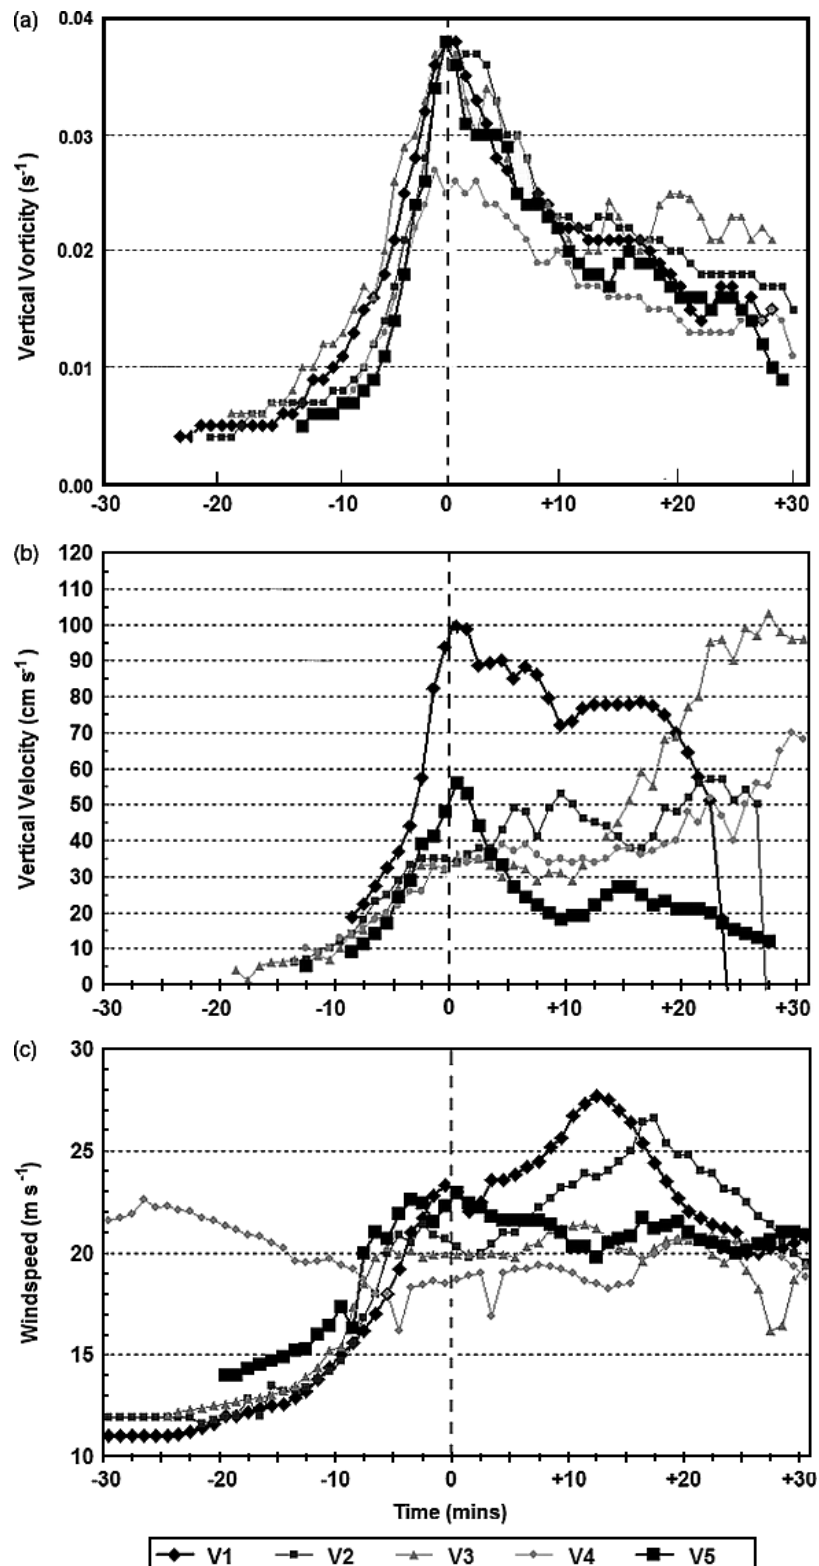 (a)
Vertical Vorticity (s-1)
0.04
0.03
0.02
0.01
0.00
-30 -20 -10 0 +10 +20 +30
(b)
Vertical Velocity (cm s-1)
120
110
100
90
80
70
60
50
40
30
20
10
0
-30 -20 -10 0 +10 +20 +30
(c)
Windspeed (m s-1)
30
25
20
15
10
-30 -20 -10 0 +10 +20 +30
Time (mins)
V1 V2 V3 V4 V5